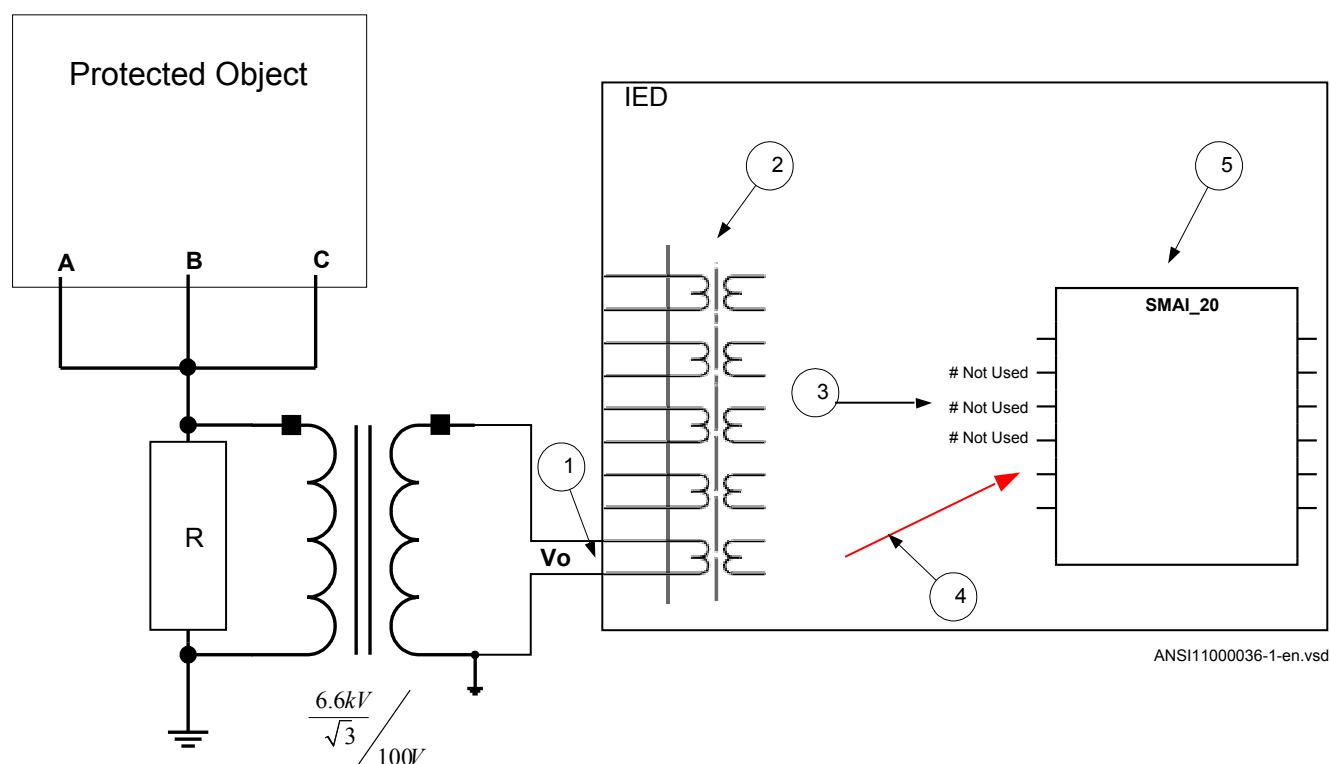 Protected Object
A B C
R
6.6kV
√3
100V
Vo
1
IED
2
3
4
5
SMAI_20
# Not Used
# Not Used
# Not Used
ANSI11000036-1-en.vsd